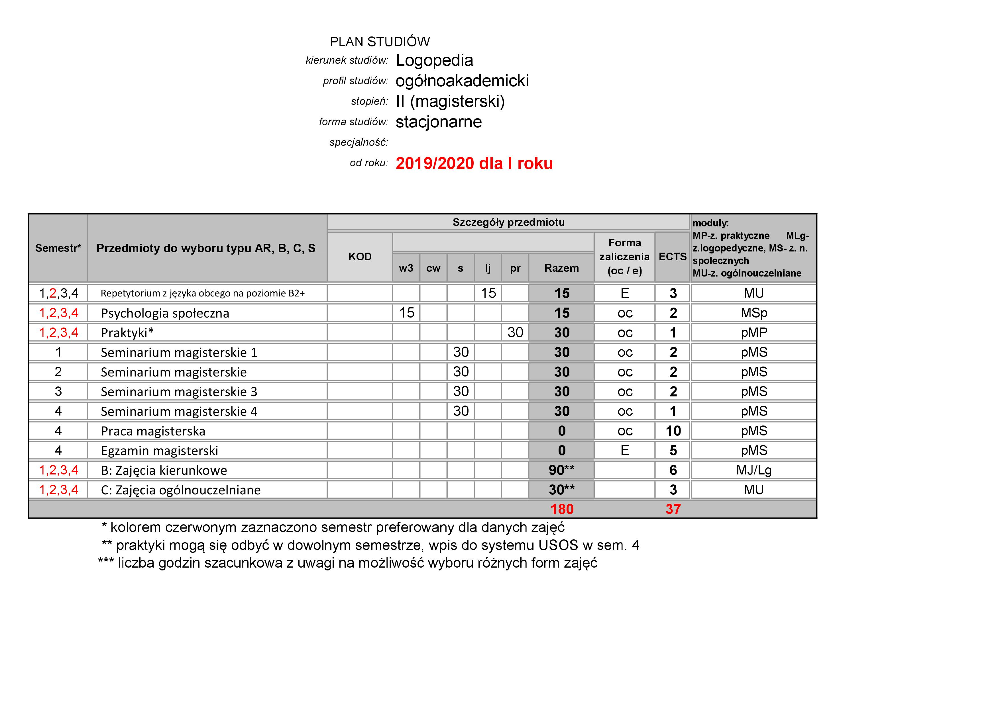 PLAN STUDIÓW
kierunek studiów: Logopedia
profil studiów: ogółnoakademicki
stopień: II (magisterski)
forma studiów: stacjonarne
specjalność:
od roku: 2019/2020 dla I roku
Semestr* Przedmioty do wyboru typu AR, B, C, S
Szczegóły przedmiotu
KOD
w3 cw s lj pr Razem
Forma
zaliczenia
(oc / e)
ECTS
moduły:
MP-z. praktyczne MLg-
z.logopedyczne, MS- z. n.
społecznych
MU-z. ogólnouczelniane
1,2,3,4 Repetytorium z języka obcego na poziomie B2+ 15 15 E 3 MU
1,2,3,4 Psychologia społeczna 15 15 oc 2 MSp
1,2,3,4 Praktyki* 30 30 oc 1 pMP
1 Seminarium magisterskie 1 30 30 oc 2 pMS
2 Seminarium magisterskie 30 30 oc 2 pMS
3 Seminarium magisterskie 3 30 30 oc 2 pMS
4 Seminarium magisterskie 4 30 30 oc 1 pMS
4 Praca magisterska 0 oc 10 pMS
4 Egzamin magisterski 0 E 5 pMS
1,2,3,4 B: Zajęcia kierunkowe 90** 6 MJ/Lg
1,2,3,4 C: Zajęcia ogólnouczelniane 30** 3 MU
180 37
* kolorem czerwonym zaznaczono semestr preferowany dla danych zajęć
** praktyki mogą się odbyć w dowolnym semestrze, wpis do systemu USOS w sem. 4
*** liczba godzin szacunkowa z uwagi na możliwość wyboru różnych form zajęć